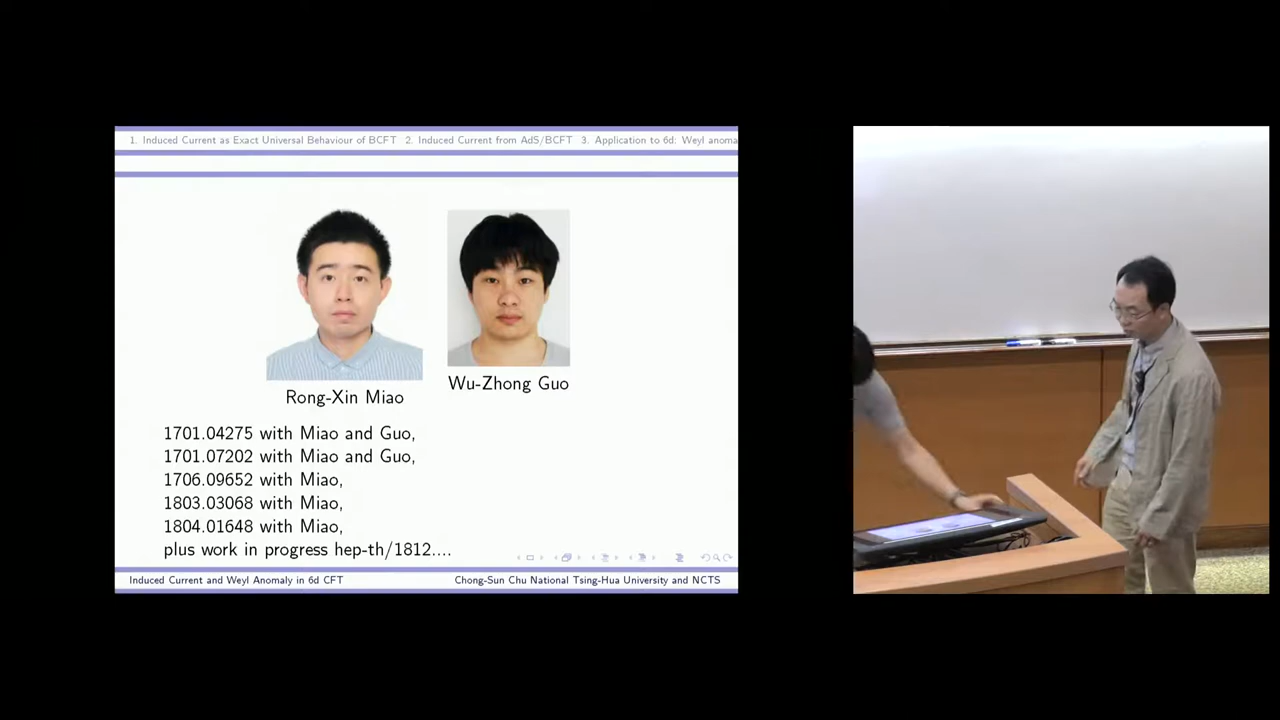 1. Induced Current as Exact Universal Behaviour of BCFT 2. Induced Current from AdS/BCFT 3. Application to 6d: Weyl anoma
Rong-Xin Miao
Wu-Zhong Guo
1701.04275 with Miao and Guo,
1701.07202 with Miao and Guo,
1706.09652 with Miao,
1803.03068 with Miao,
1804.01648 with Miao,
plus work in progress hep-th/1812....
Induced Current and Weyl Anomaly in 6d CFT
Chong-Sun Chu National Tsing-Hua University and NCTS